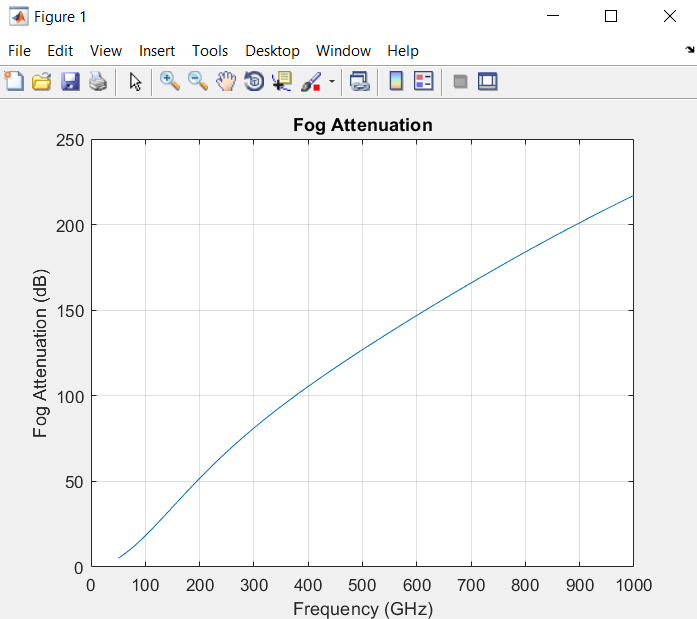 Figure 1
File Edit View Insert Tools Desktop Window Help
Fog Attenuation
250
200
150
100
50
0
Fog Attenuation (dB)
0 100 200 300 400 500 600 700 800 900 1000
Frequency (GHz)